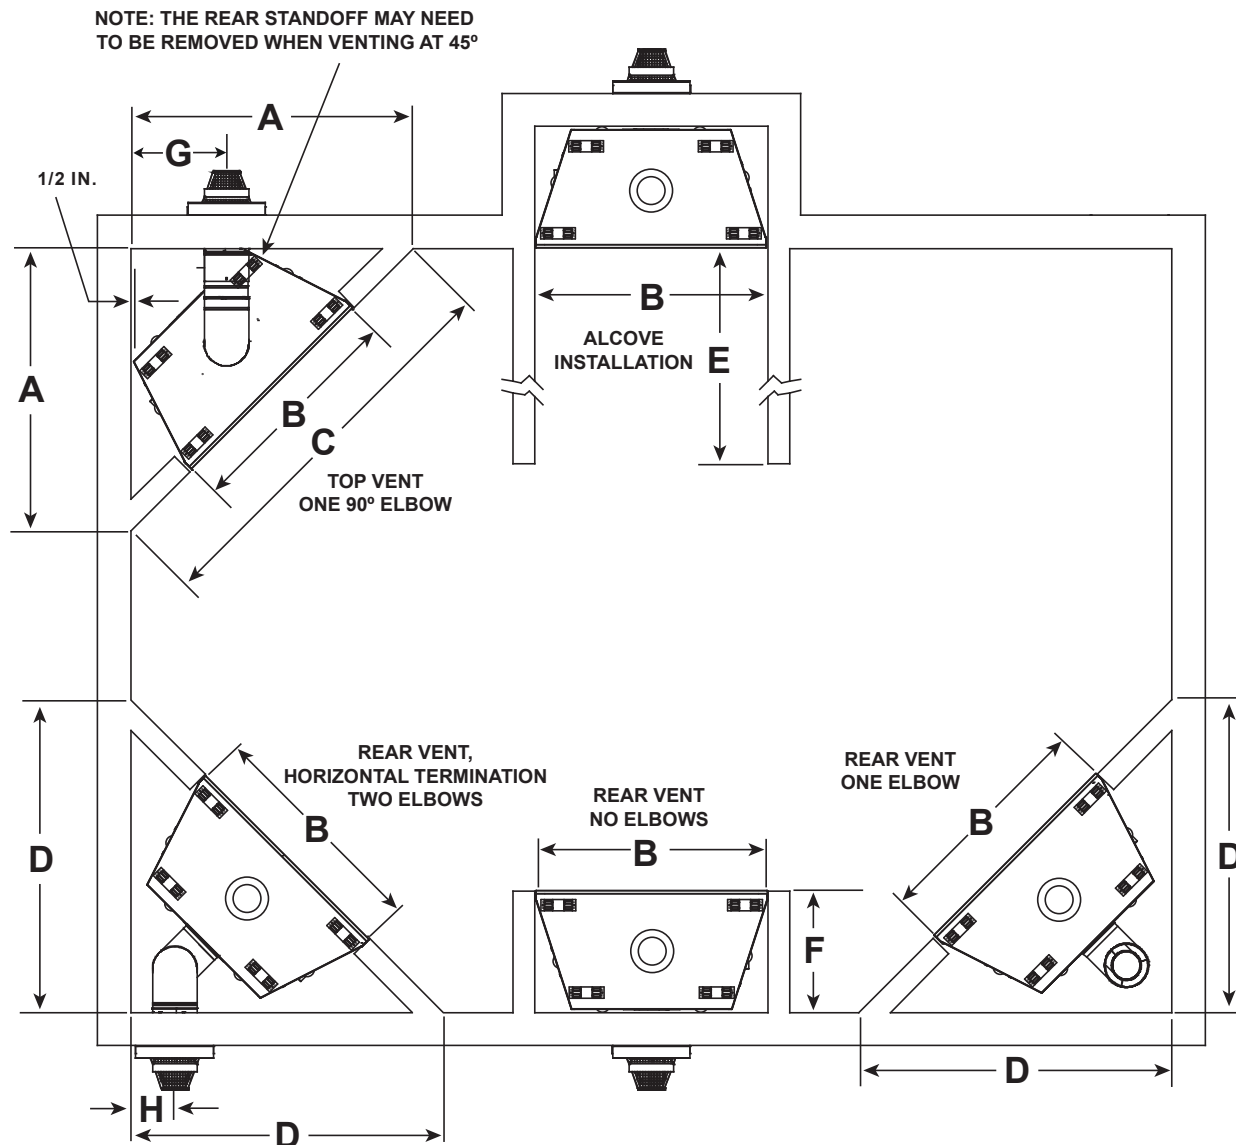 NOTE: THE REAR STANDOFF MAY NEED
TO BE REMOVED WHEN VENTING AT 45º
A
G
1/2 IN.
A
B
C
TOP VENT
ONE 90º ELBOW
B
ALCOVE
INSTALLATION
E
REAR VENT,
HORIZONTAL TERMINATION
TWO ELBOWS
B
D
H
D
REAR VENT
NO ELBOWS
B
F
REAR VENT
ONE ELBOW
B
D
D